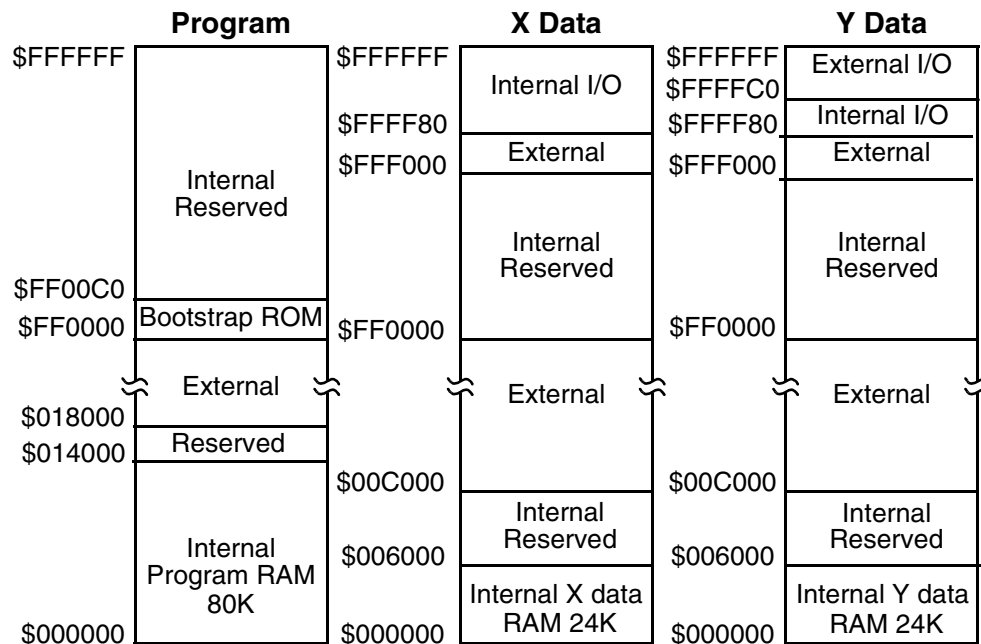 Program
$FFFFFF
Internal
Reserved
$FF00C0
Bootstrap ROM
$FF0000
External
$018000
Reserved
$014000
Internal
Program RAM
80K
$000000
X Data
$FFFFFF
Internal I/O
$FFFF80
External
$FFF000
Internal
Reserved
$FF0000
External
$00C000
Internal
Reserved
$006000
Internal X data
RAM 24K
$000000
Y Data
$FFFFFF
External I/O
$FFFFC0
Internal I/O
$FFFF80
External
$FFF000
Internal
Reserved
$FF0000
External
$00C000
Internal
Reserved
$006000
Internal Y data
RAM 24K
$000000